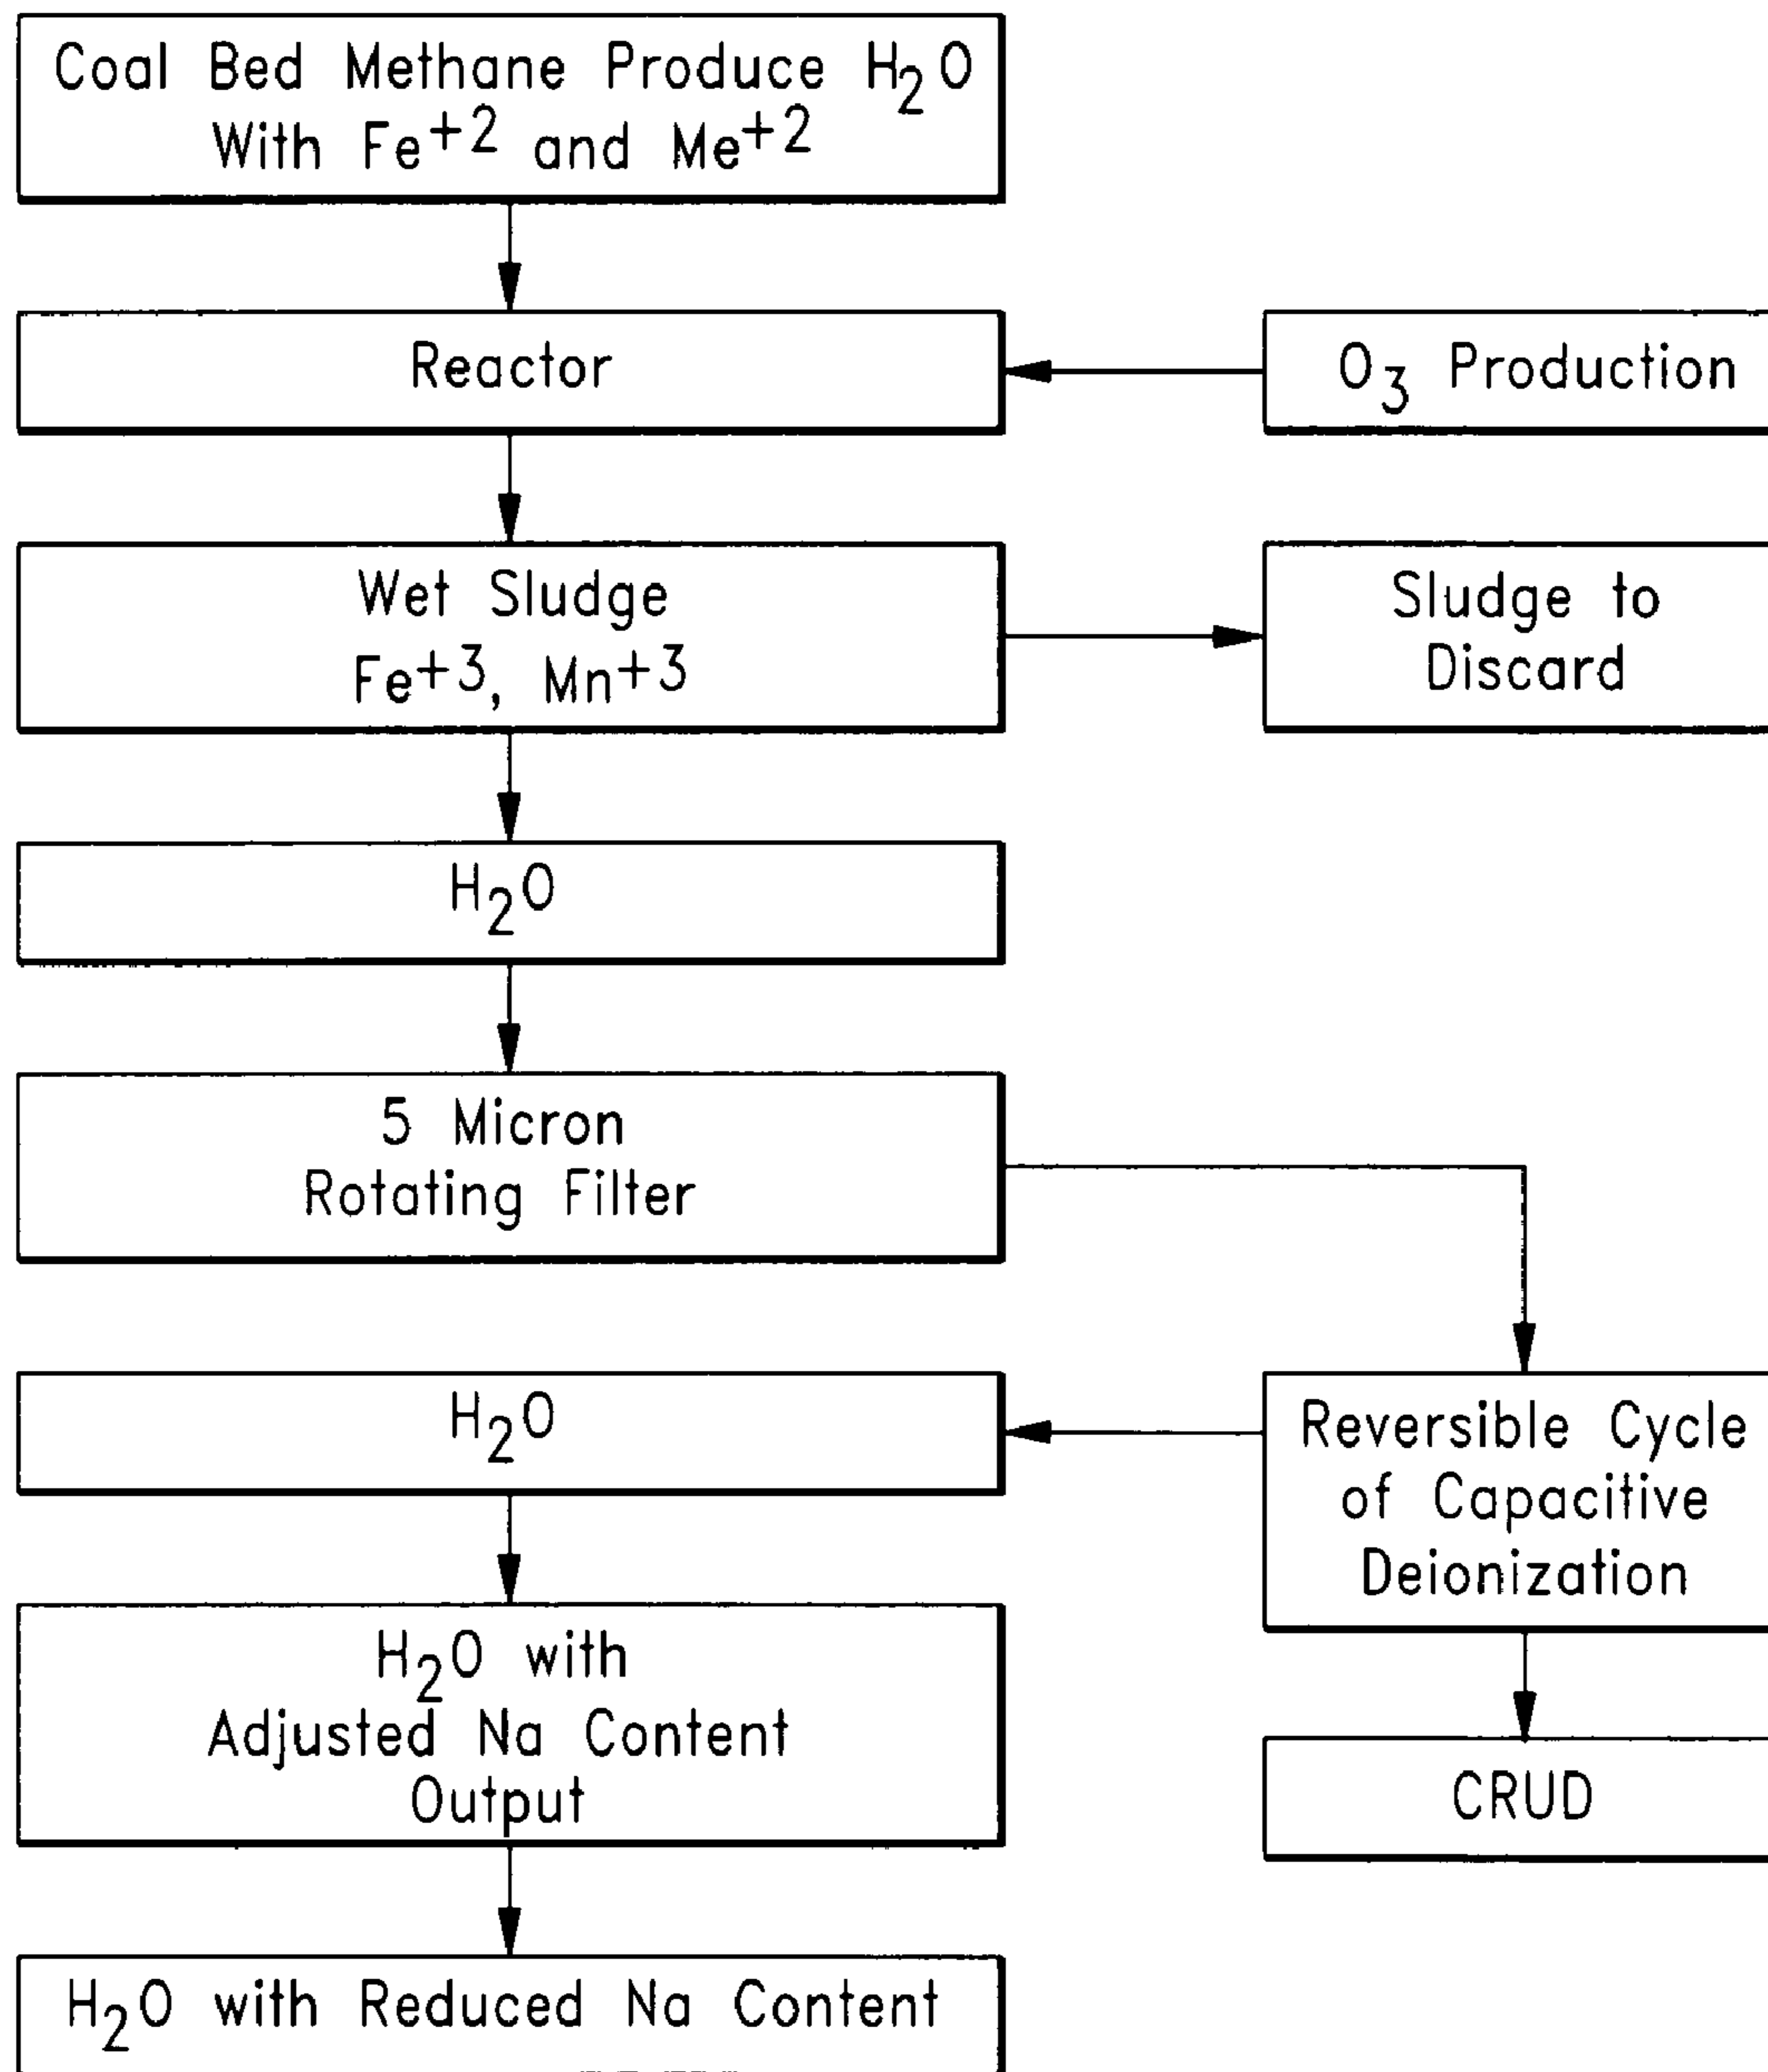 Coal Bed Methane Produce H2O
With Fe+2 and Me+2
Reactor
O3 Production
Wet Sludge
Fe+3, Mn+3
Sludge to
Discard
H2O
5 Micron
Rotating Filter
H2O
Reversible Cycle
of Capacitive
Deionization
H2O with
Adjusted Na Content
Output
CRUD
H2O with Reduced Na Content